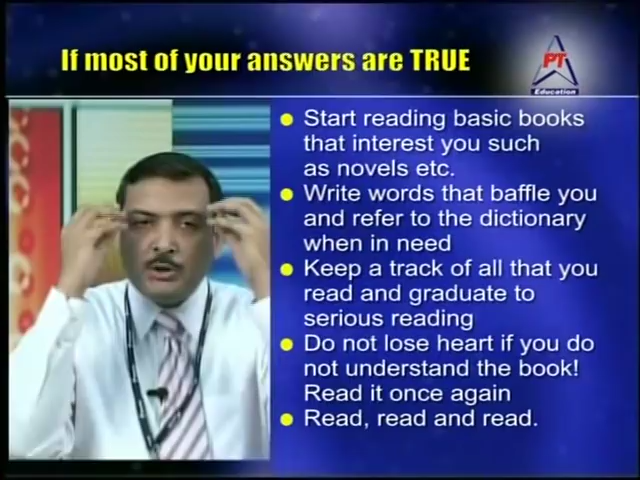 If most of your answers are TRUE
PT
Education
Start reading basic books
that interest you such
as novels etc.
Write words that baffle you
and refer to the dictionary
when in need
Keep a track of all that you
read and graduate to
serious reading
Do not lose heart if you do
not understand the book!
Read it once again
Read, read and read.